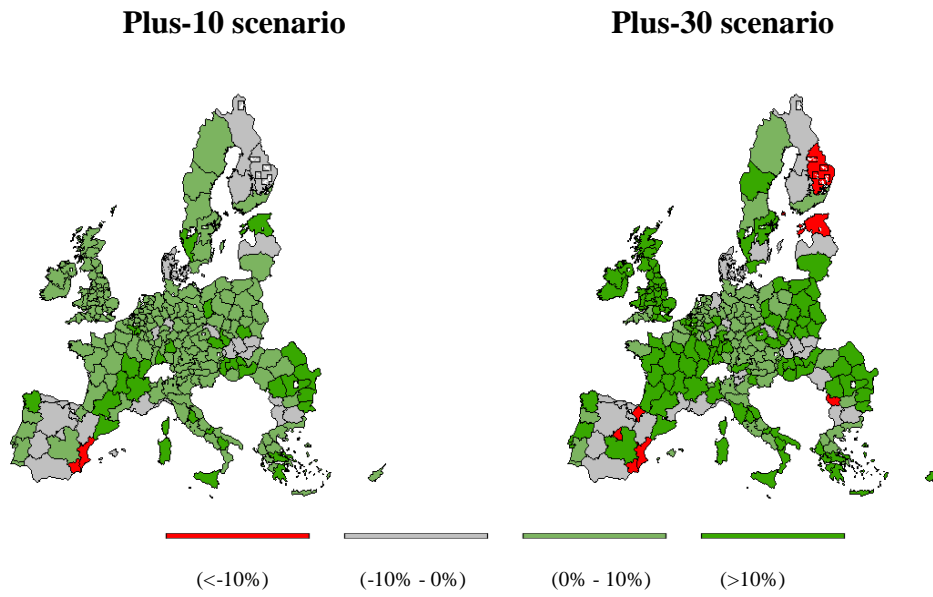 Plus-10 scenario
Plus-30 scenario
(<-10%)
(-10% - 0%)
(0% - 10%)
(>10%)